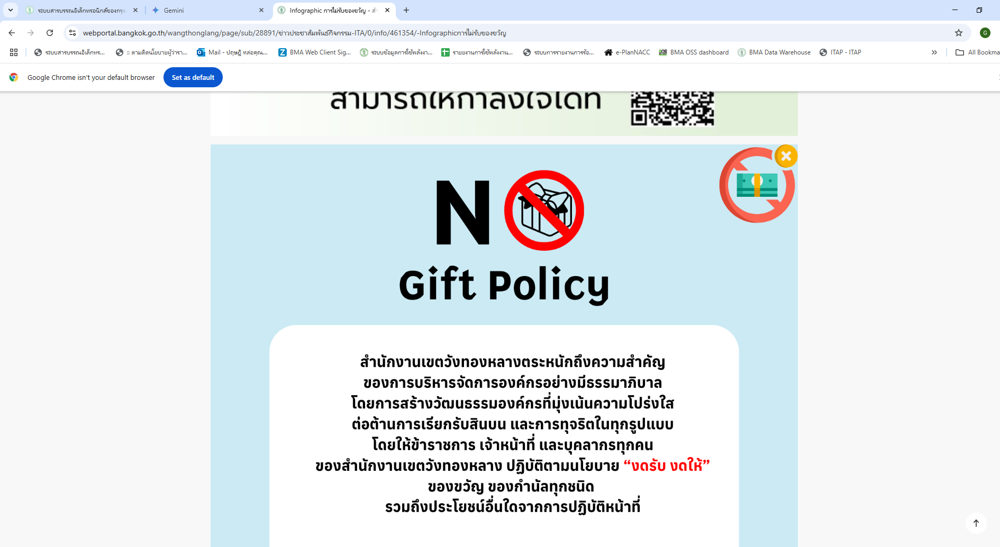 ระบบสารบรรณอิเล็กทรอนิกส์ของกรุง
Gemini
Infographic การไม่รับของขวัญ - สำ
webportal.bangkok.go.th/wangthonglang/page/sub/28891/ข่าวประชาสัมพันธ์กิจกรรม-ITA/0/info/461354/-Infographicการไม่รับของขวัญ
G
ระบบสารบรรณอิเล็กทร...
:: ตามติดนโยบายผู้ว่ารา...
Mail - ปฤษฎี หล่อคุณ...
BMA Web Client Sig...
ระบบข้อมูลการใช้พลังงา...
รายงานการใช้พลังงาน...
ระบบการรายงานการร้อ...
e-PlanNACC
BMA OSS dashboard
BMA Data Warehouse
ITAP - ITAP
All Bookma
Google Chrome isn't your default browser
Set as default
สามารถให้กำลังใจได้ที่
N
Gift Policy
สำนักงานเขตวังทองหลางตระหนักถึงความสำคัญ
ของการบริหารจัดการองค์กรอย่างมีธรรมาภิบาล
โดยการสร้างวัฒนธรรมองค์กรที่มุ่งเน้นความโปร่งใส
ต่อต้านการเรียกรับสินบน และการทุจริตในทุกรูปแบบ
โดยให้ข้าราชการ เจ้าหน้าที่ และบุคลากรทุกคน
ของสำนักงานเขตวังทองหลาง ปฏิบัติตามนโยบาย “งดรับ งดให้”
ของขวัญ ของกำนัลทุกชนิด
รวมถึงประโยชน์อื่นใดจากการปฏิบัติหน้าที่